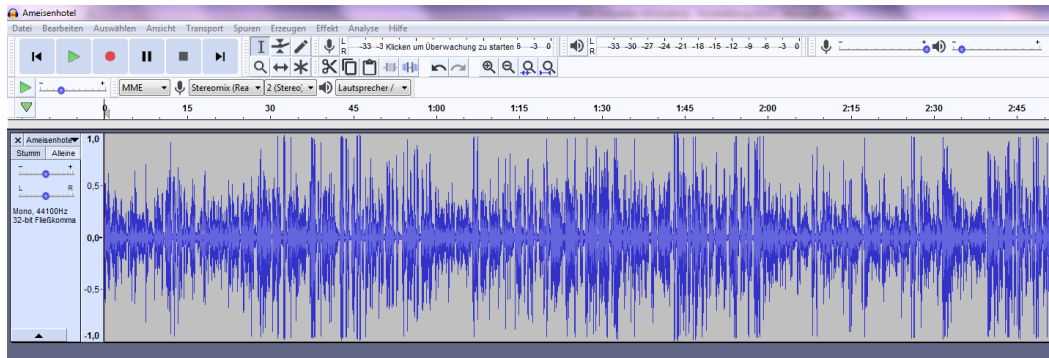 Ameisenhotel
Datei Bearbeiten Auswählen Ansicht Transport Spuren Erzeugen Effekt Analyse Hilfe
L R -33 -3 Klicken um Überwachung zu starten 6 -3 0 L R -33 -30 -27 -24 -21 -18 -15 -12 -9 -6 -3 0 - + - +
- + MME Stereomix (Rea 2 (Stereo) Lautsprecher /
0 15 30 45 1:00 1:15 1:30 1:45 2:00 2:15 2:30 2:45
X Ameisenhote 1,0
Stumm Alleine
- +
0,5
L R
Mono, 44100Hz
32-bit Fließkomma
0,0
-0,5
-1,0